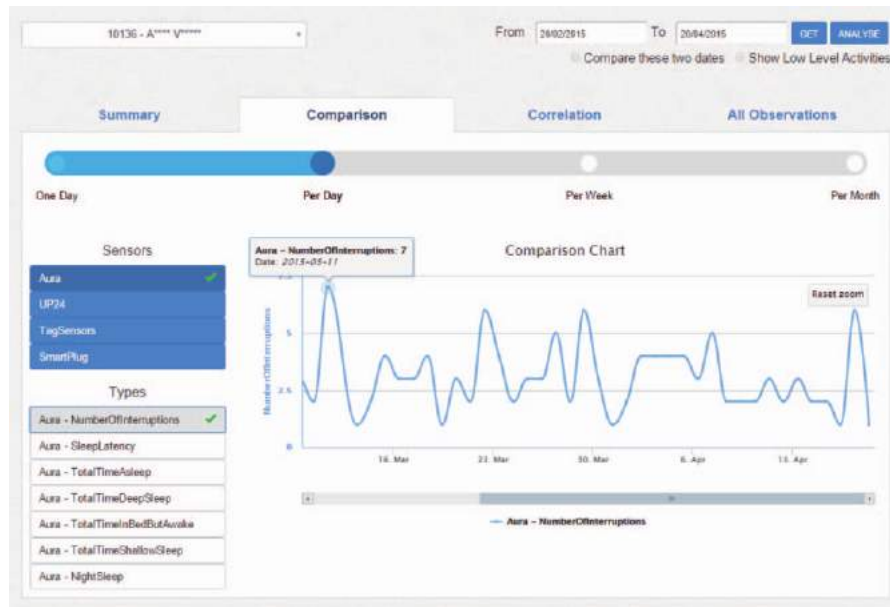 10136 - A**** V*****
From 26/02/2015 To 20/04/2015 GET ANALYSE
Compare these two dates Show Low Level Activities
Summary Comparison Correlation All Observations
One Day Per Day Per Week Per Month
Sensors
Aura
UP24
TagSensors
SmartPlug
Types
Aura - NumberOfInterruptions
Aura - SleepLatency
Aura - TotalTimeAsleep
Aura - TotalTimeDeepSleep
Aura - TotalTimeInBedButAwake
Aura - TotalTimeShallowSleep
Aura - NightSleep
Comparison Chart
Aura - NumberOfInterruptions: 7
Date: 2015-03-11
Reset zoom
NumberOfInterruptions
7.5
5
2.5
0
16. Mar 23. Mar 30. Mar 6. Apr 13. Apr
Aura - NumberOfInterruptions